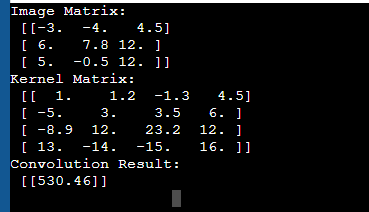 Image Matrix:
[[-3.  -4.   4.5]
[ 6.   7.8 12. ]
[ 5.  -0.5 12. ]]
Kernel Matrix:
[[  1.    1.2  -1.3   4.5]
[ -5.    3.    3.5   6. ]
[ -8.9  12.   23.2  12. ]
[ 13.  -14.  -15.   16. ]]
Convolution Result:
[[530.46]]